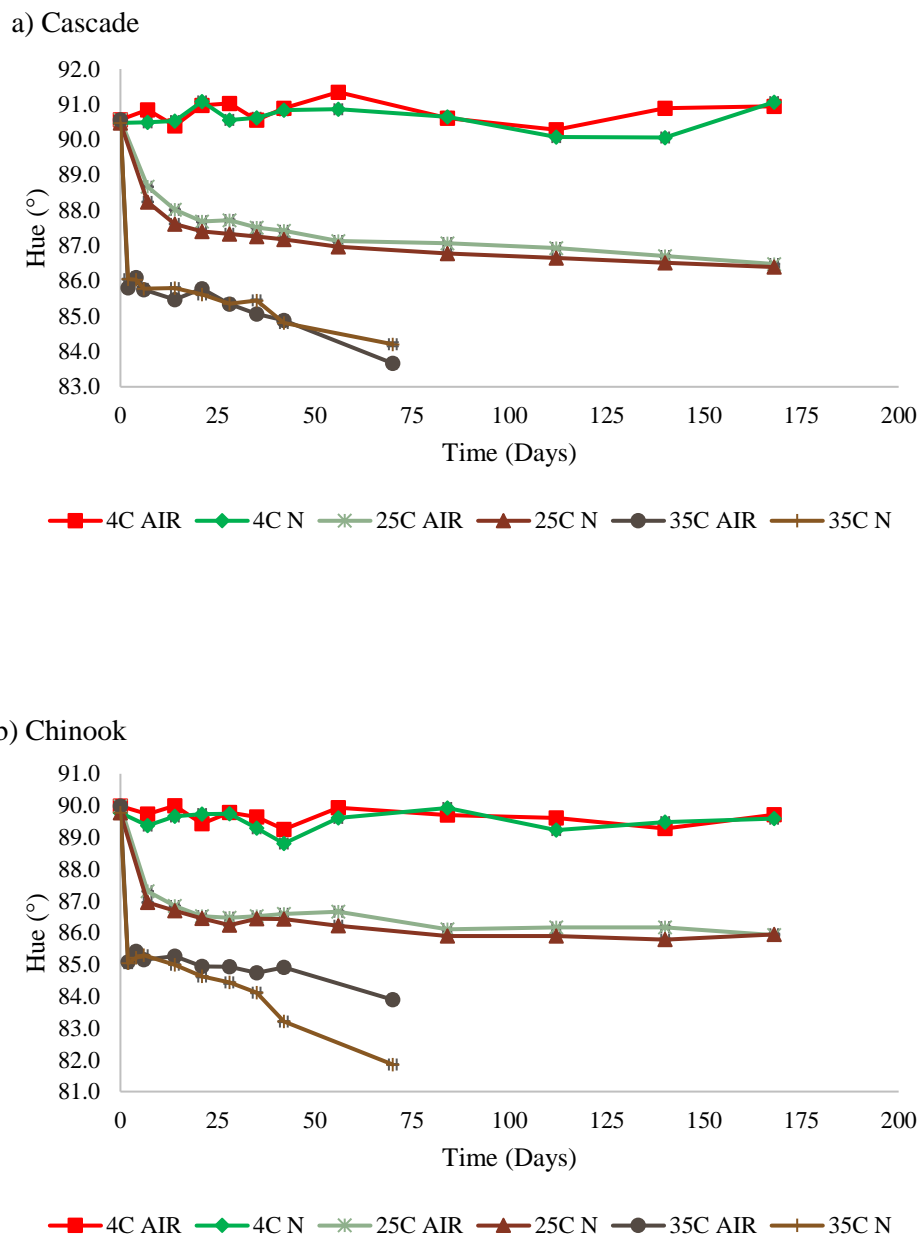 a) Cascade
92.0
91.0
90.0
89.0
88.0
87.0
86.0
85.0
84.0
83.0
Hue (°)
0 25 50 75 100 125 150 175 200
Time (Days)
4C AIR 4C N 25C AIR 25C N 35C AIR 35C N
b) Chinook
91.0
90.0
89.0
88.0
87.0
86.0
85.0
84.0
83.0
82.0
81.0
Hue (°)
0 25 50 75 100 125 150 175 200
Time (Days)
4C AIR 4C N 25C AIR 25C N 35C AIR 35C N